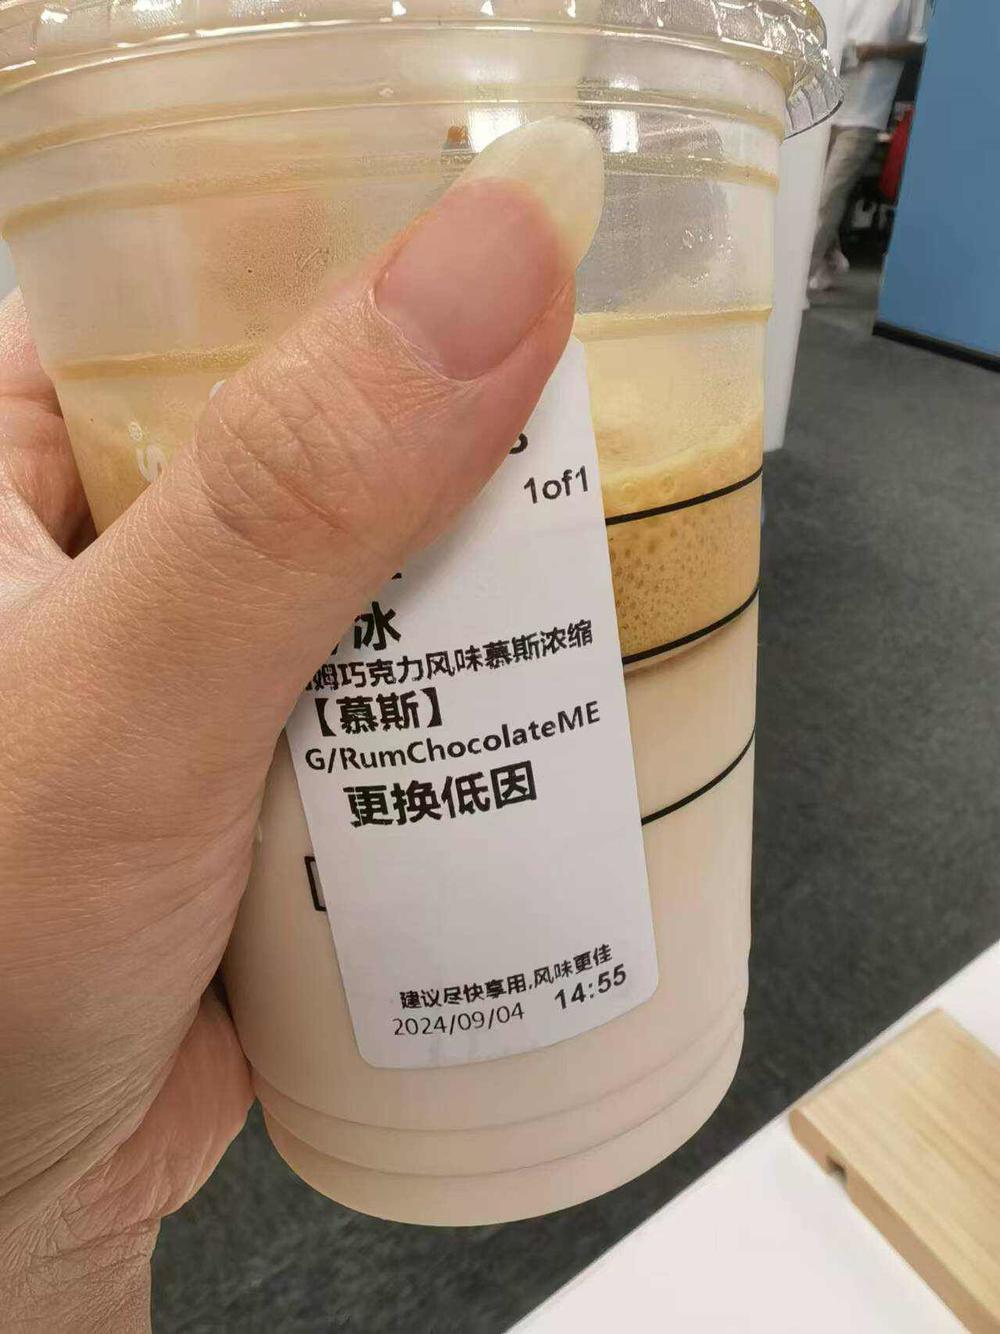 1of1
冰
姆巧克力风味慕斯浓缩
【慕斯】
G/RumChocolateME
更换低因
建议尽快享用,风味更佳
2024/09/04 14:55